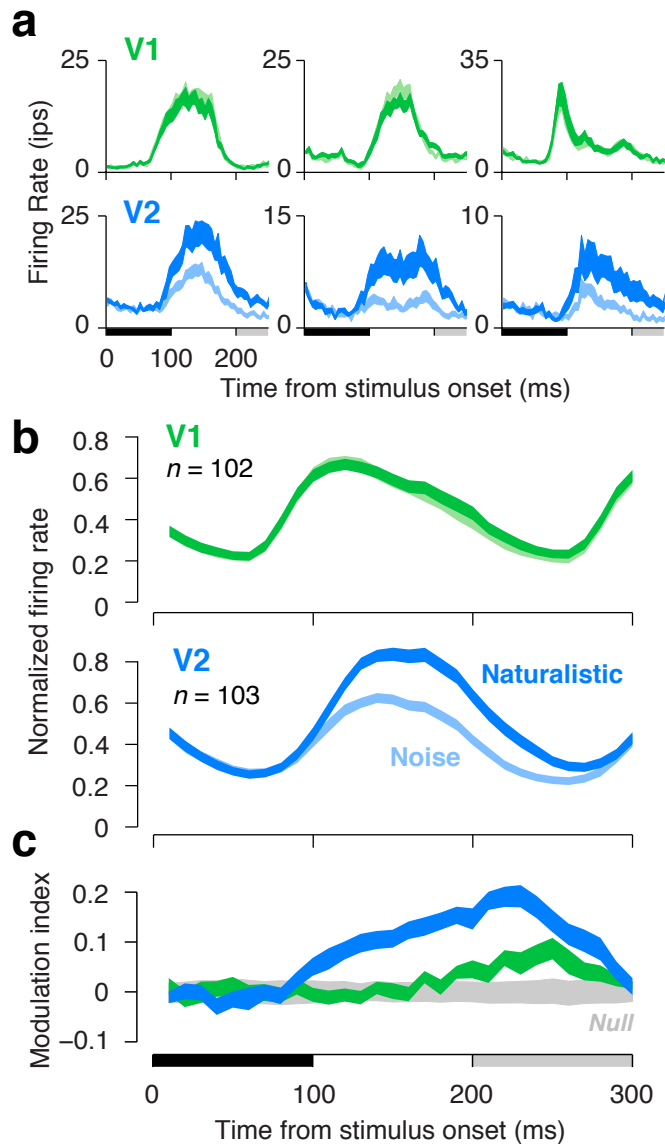 a
V1
25
25
35
0
0
0
V2
25
15
10
0
0
0
Firing Rate (ips)
0 100 200
Time from stimulus onset (ms)
b
V1
n = 102
0.8
0.6
0.4
0.2
0
V2
n = 103
0.8
0.6
0.4
0.2
0
Naturalistic
Noise
Normalized firing rate
c
0.2
0.1
0
−0.1
Modulation index
Null
0 100 200 300
Time from stimulus onset (ms)